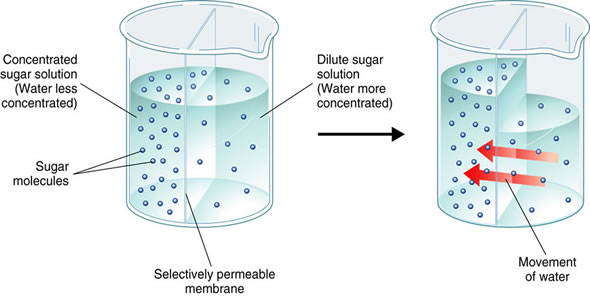 Concentrated
sugar solution
(Water less
concentrated)
Sugar
molecules
Selectively permeable
membrane
Dilute sugar
solution
(Water more
concentrated)
Movement
of water